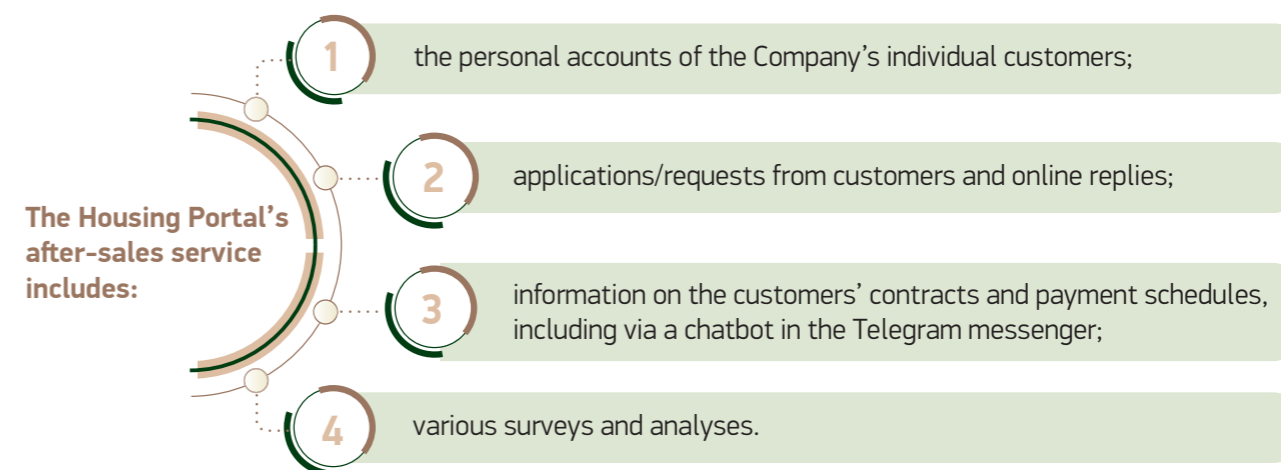 The Housing Portal's
after-sales service
includes:
1
the personal accounts of the Company's individual customers;
2
applications/requests from customers and online replies;
3
information on the customers' contracts and payment schedules,
including via a chatbot in the Telegram messenger;
4
various surveys and analyses.